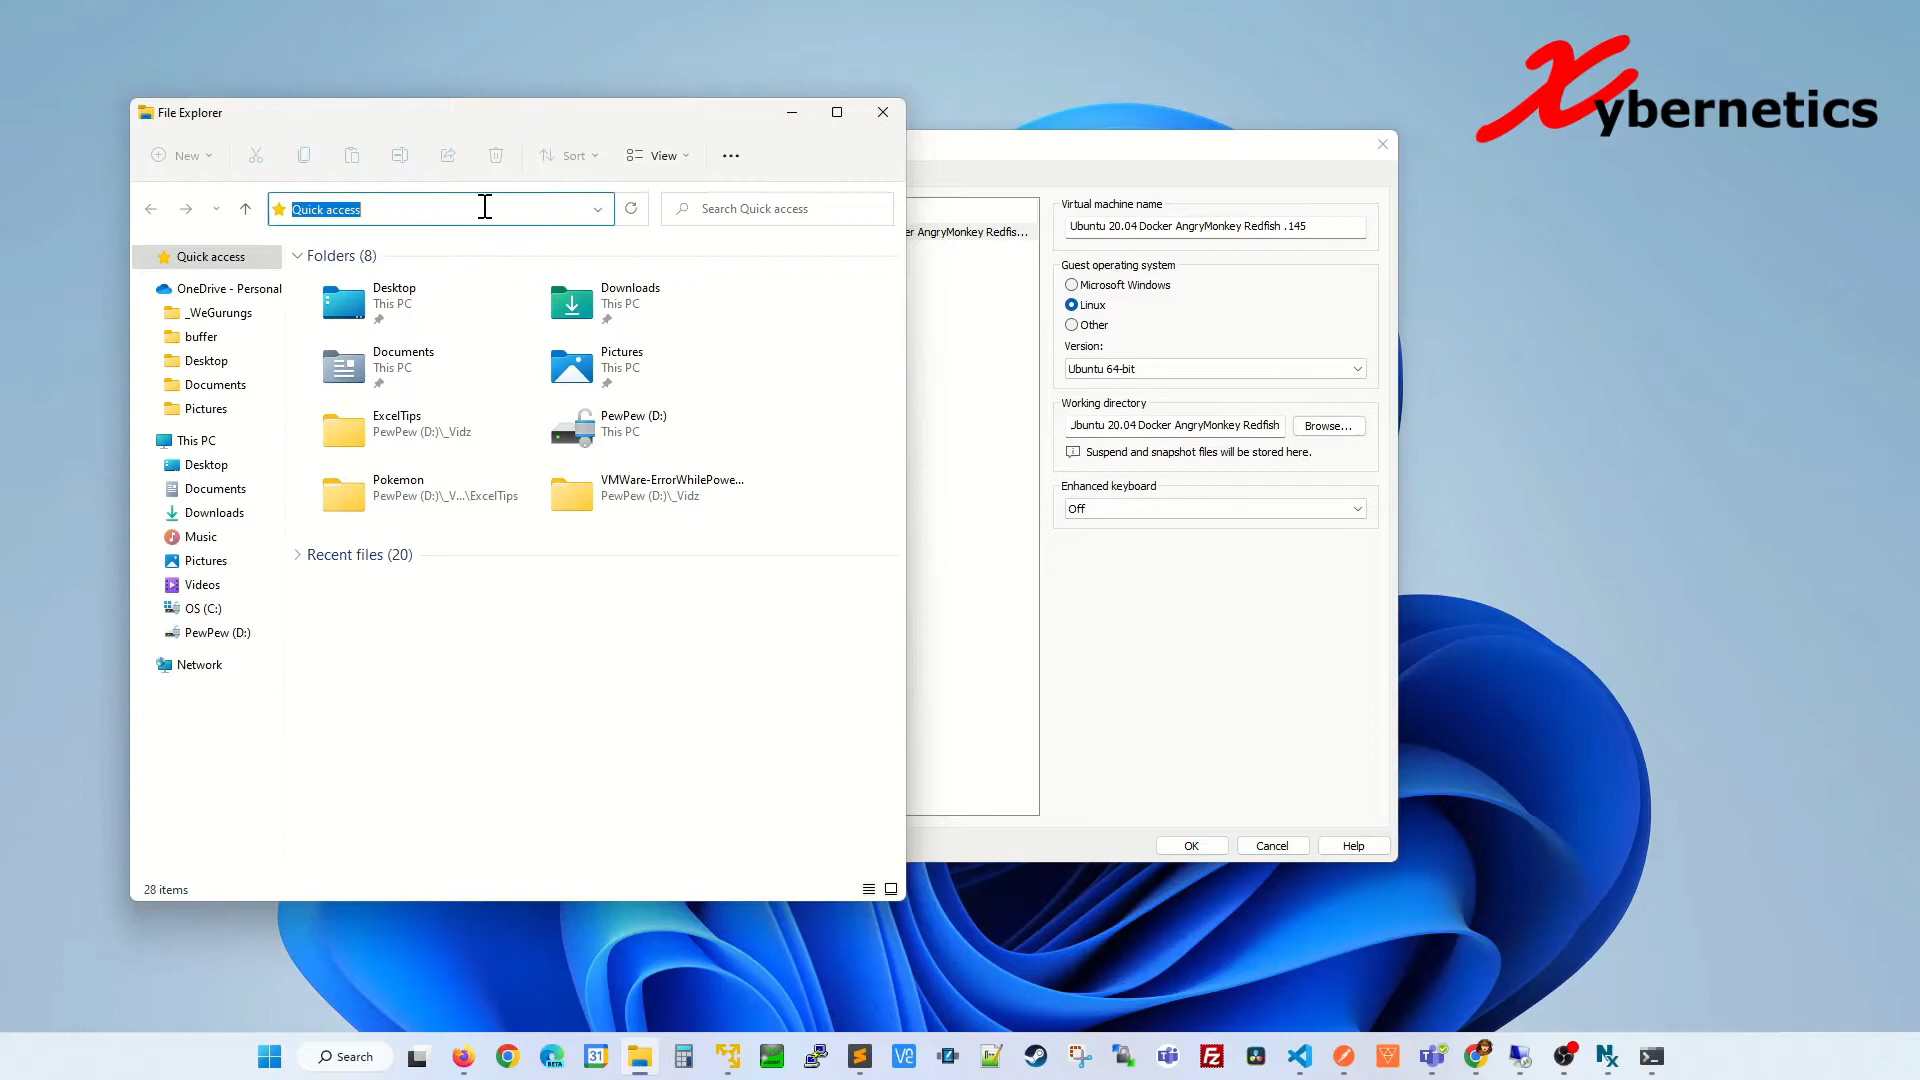 Xybernetics
File Explorer
New
Sort
View
Quick access
Search Quick access
Quick access
OneDrive - Personal
_WeGurungs
buffer
Desktop
Documents
Pictures
This PC
Desktop
Documents
Downloads
Music
Pictures
Videos
OS (C:)
PewPew (D:)
Network
Folders (8)
Desktop
This PC
Downloads
This PC
Documents
This PC
Pictures
This PC
ExcelTips
PewPew (D:)\_Vidz
PewPew (D:)
This PC
Pokemon
PewPew (D:)\_V...\ExcelTips
VMWare-ErrorWhilePowe...
PewPew (D:)\_Vidz
Recent files (20)
28 items
er AngryMonkey Redfis...
Virtual machine name
Ubuntu 20.04 Docker AngryMonkey Redfish .145
Guest operating system
Microsoft Windows
Linux
Other
Version:
Ubuntu 64-bit
Working directory
Ubuntu 20.04 Docker AngryMonkey Redfish
Browse...
Suspend and snapshot files will be stored here.
Enhanced keyboard
Off
OK
Cancel
Help
Search
BETA
31